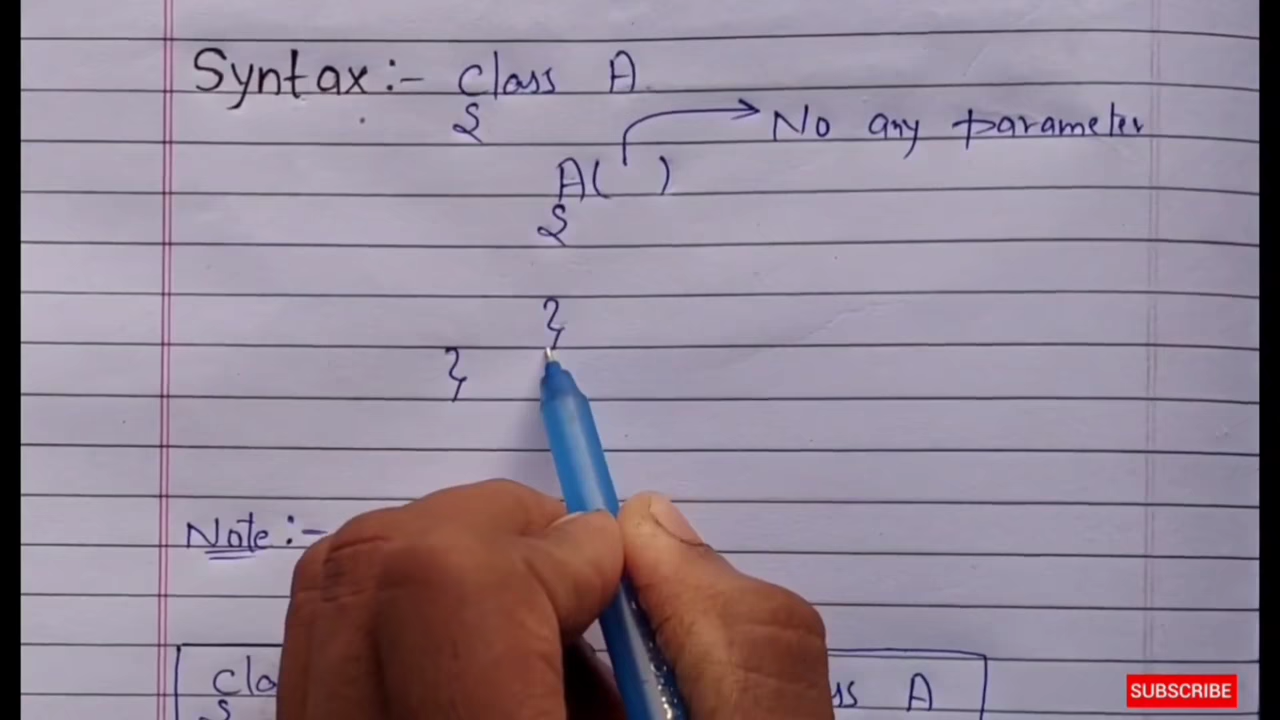 Syntax:- class A
{
No any parameter
A( )
{
}
}
Note:-
A
SUBSCRIBE